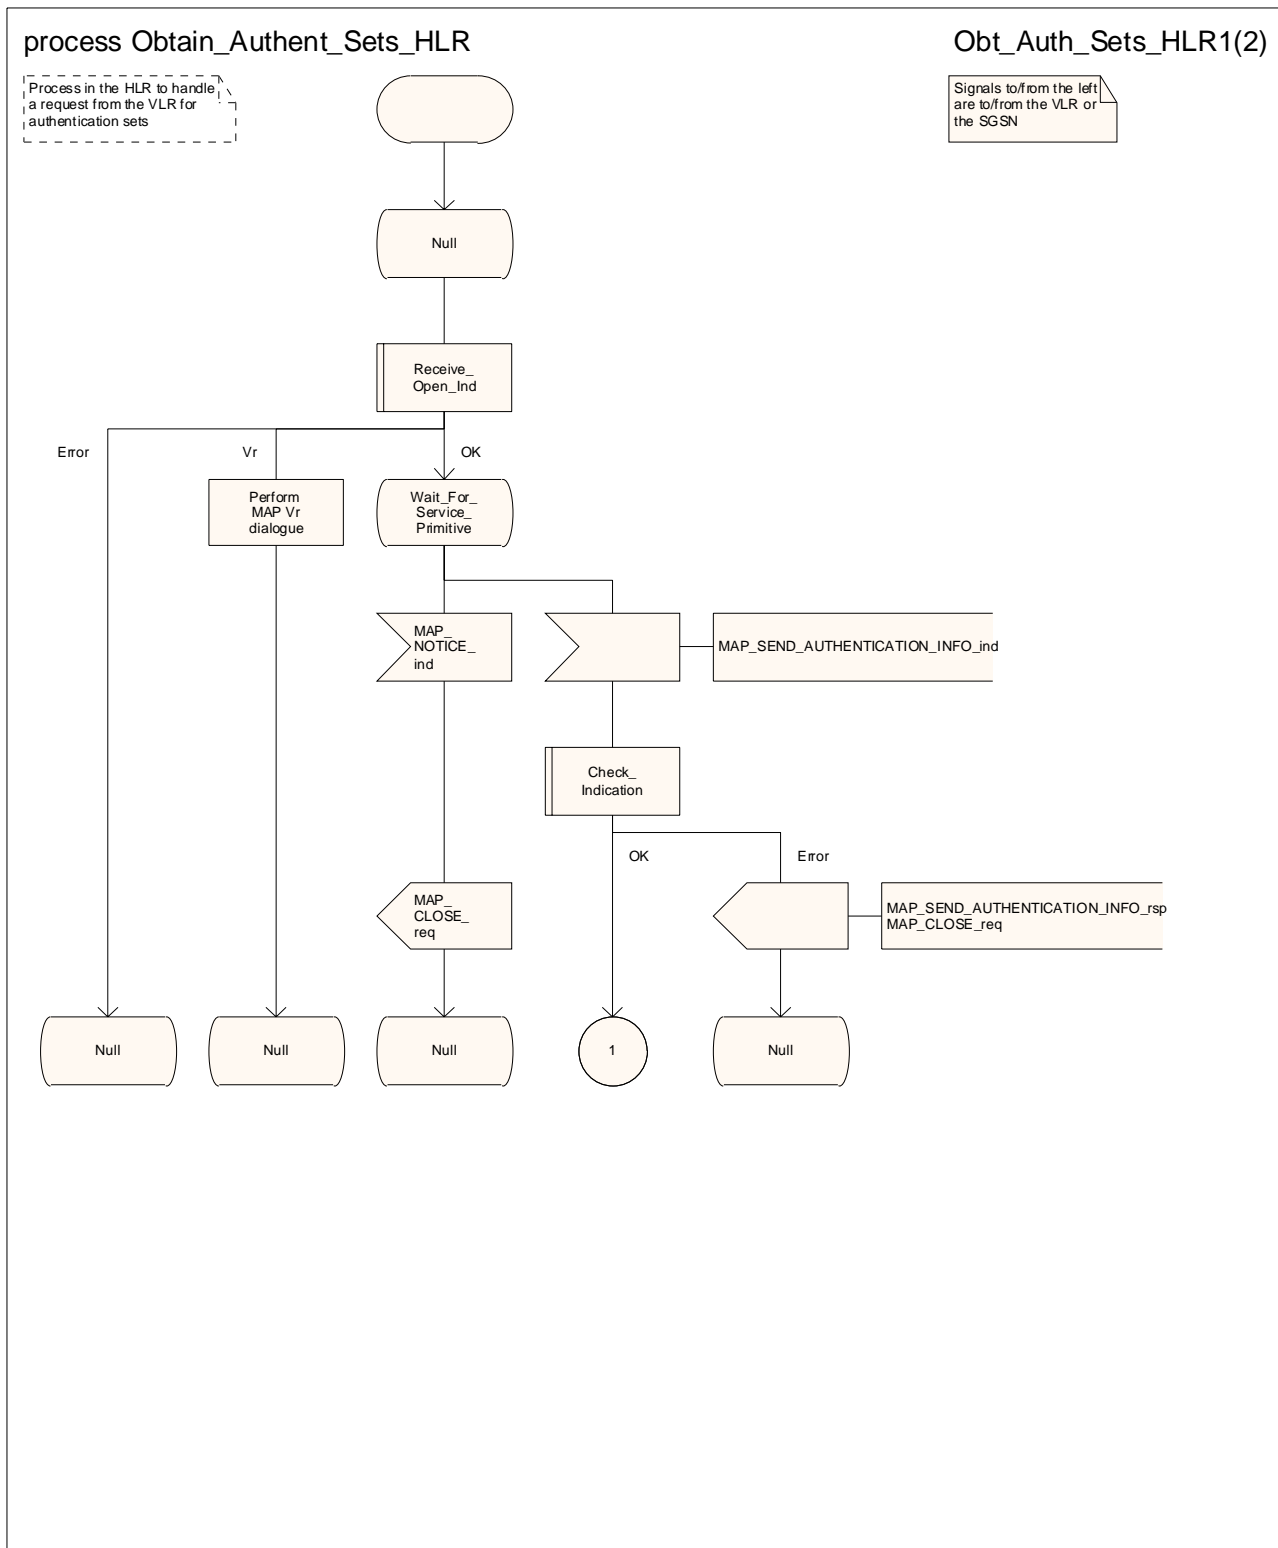 process Obtain_Authent_Sets_HLR
Obt_Auth_Sets_HLR1(2)
Process in the HLR to handle
a request from the VLR for
authentication sets
Signals to/from the left
are to/from the VLR or
the SGSN
Null
Receive_
Open_Ind
Error
Vr
OK
Perform
MAP Vr
dialogue
Wait_For_
Service_
Primitive
MAP_
NOTICE_
ind
MAP_SEND_AUTHENTICATION_INFO_ind
Check_
Indication
OK
Error
MAP_
CLOSE_
req
MAP_SEND_AUTHENTICATION_INFO_rsp
MAP_CLOSE_req
Null
Null
Null
1
Null